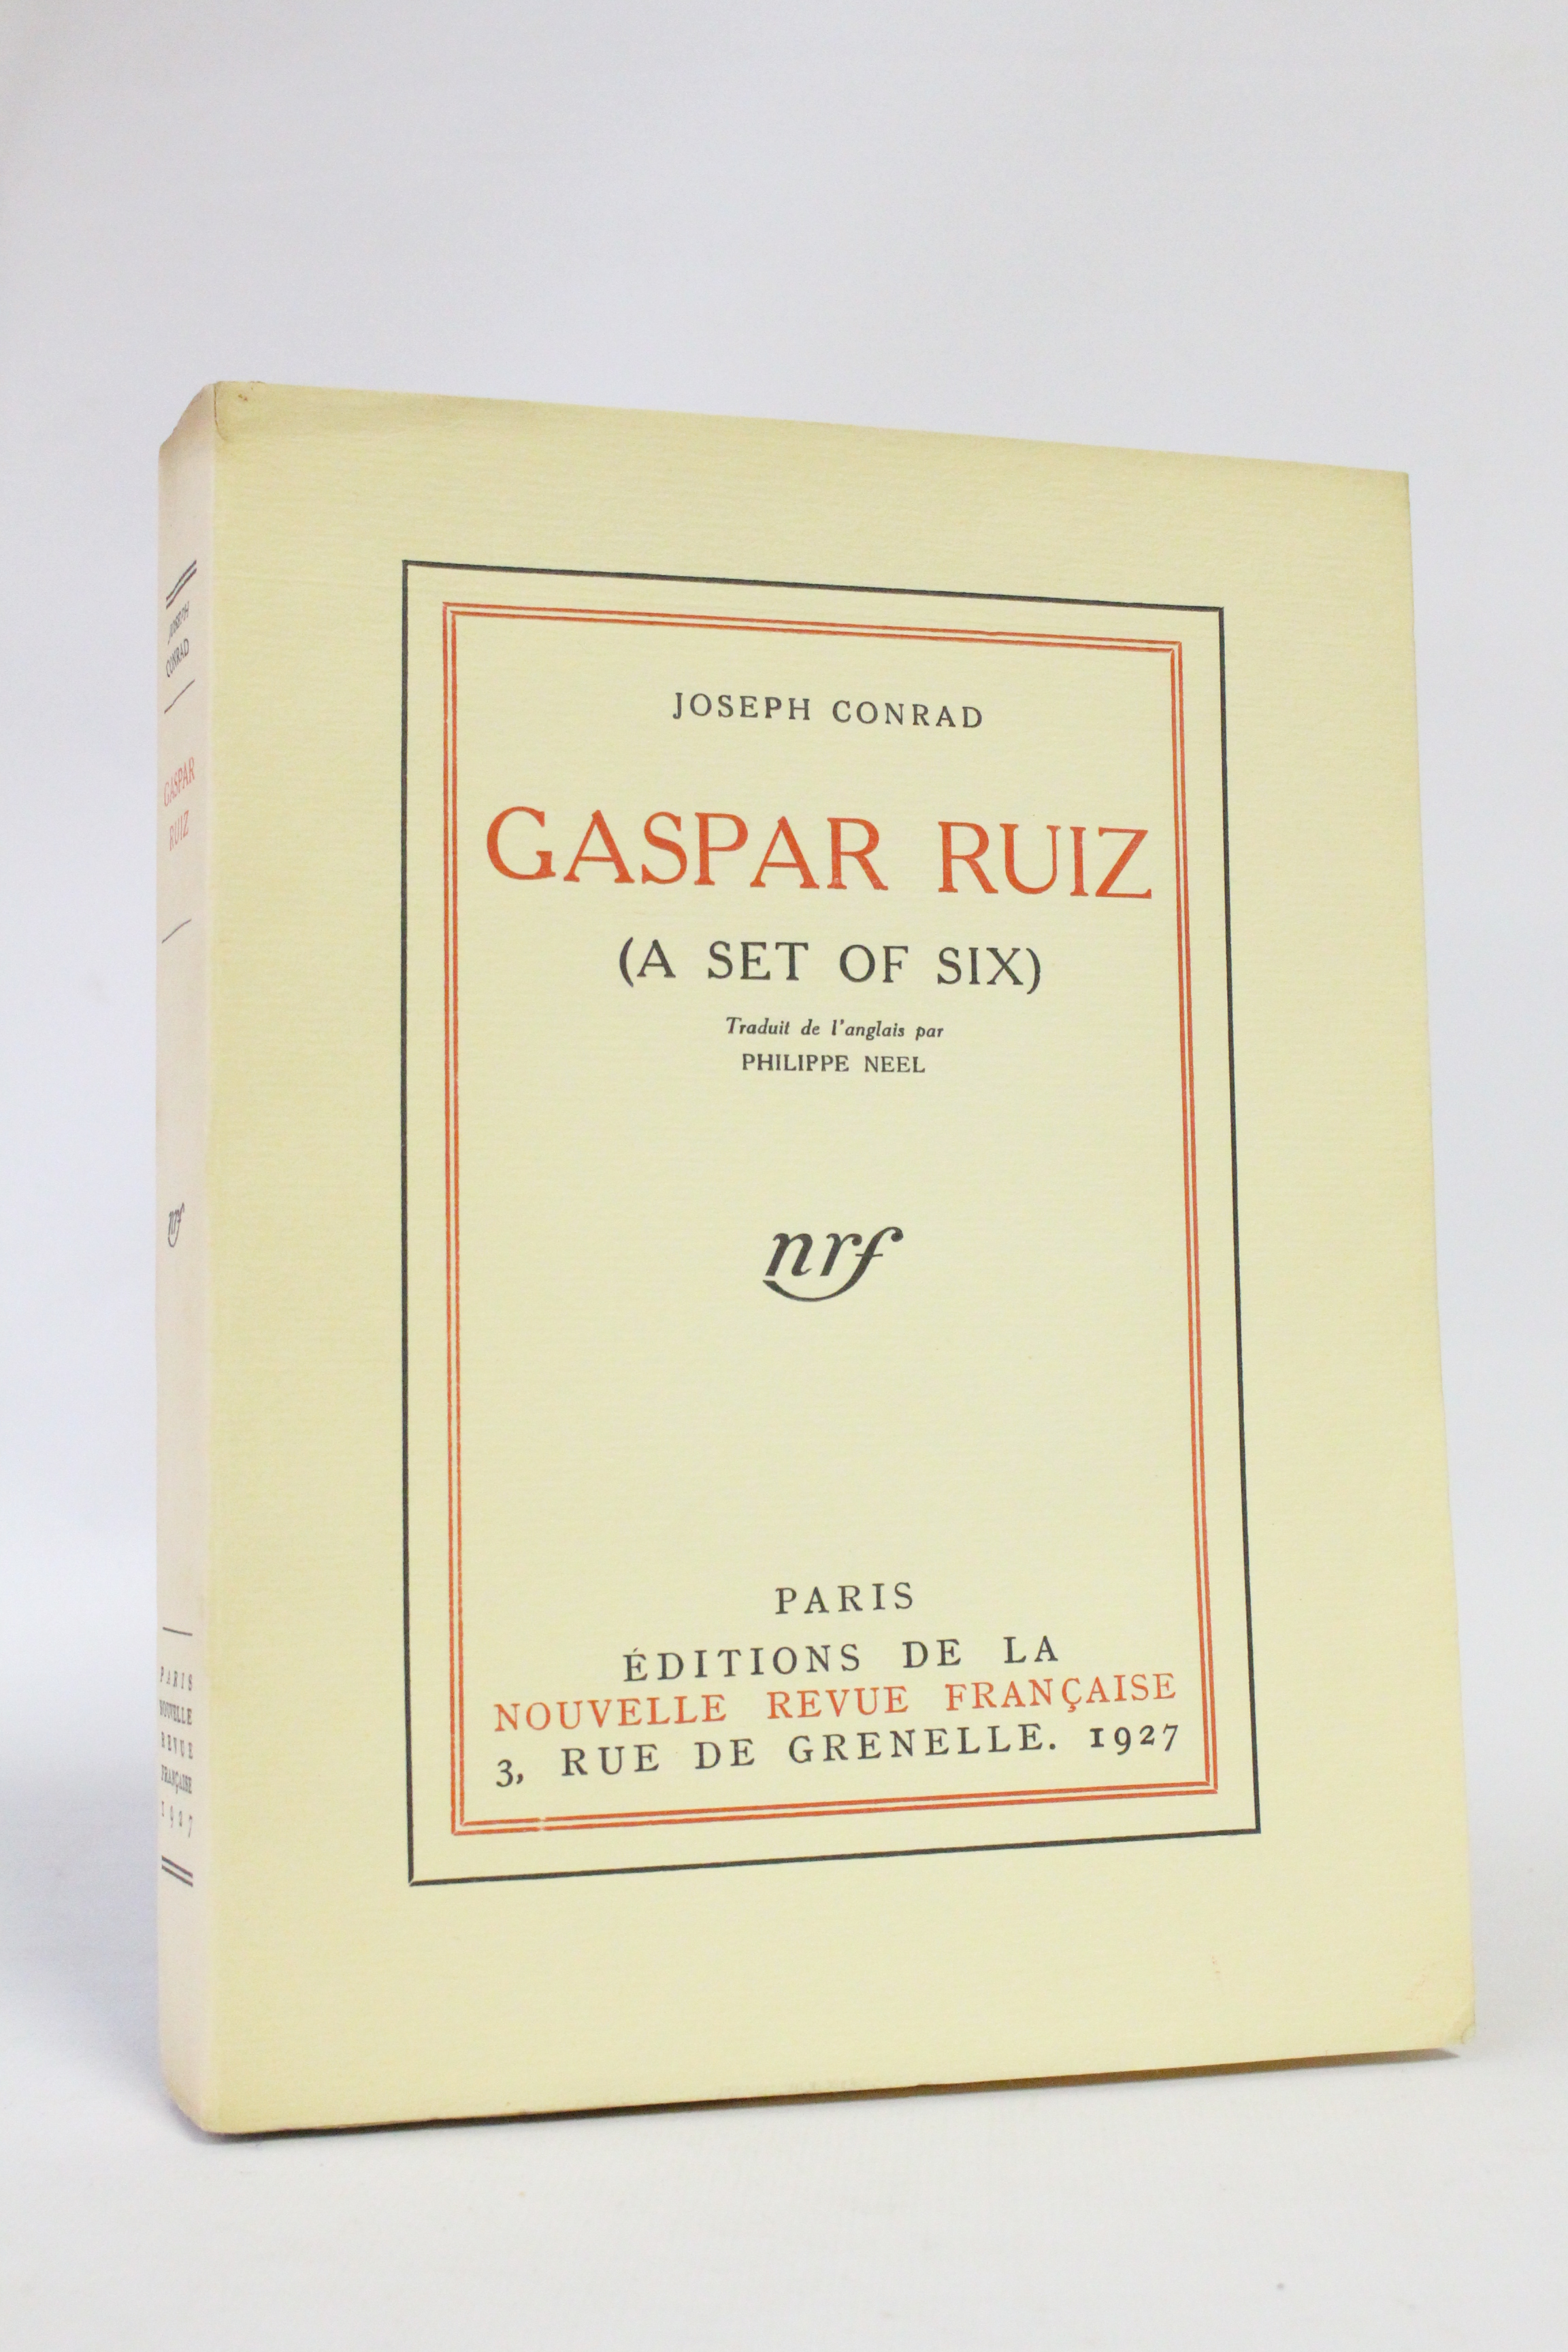 JOSEPH CONRAD
GASPAR RUIZ
(A SET OF SIX)
Traduit de l'anglais par
PHILIPPE NEEL
nrf
PARIS
ÉDITIONS DE LA
NOUVELLE REVUE FRANÇAISE
3, RUE DE GRENELLE. 1927
JOSEPH
CONRAD
GASPAR
RUIZ
nrf
PARIS
NOUVELLE
REVUE
FRANÇAISE
1927